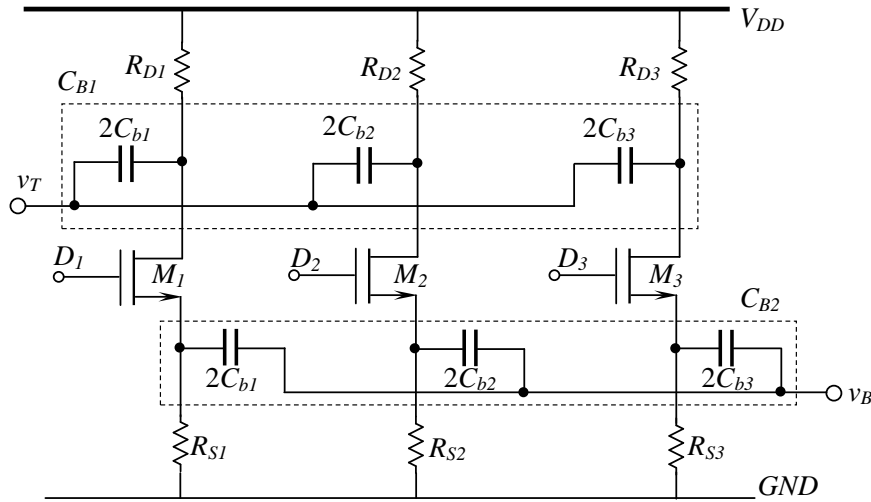 V_DD
R_D1 R_D2 R_D3
C_B1
2C_b1 2C_b2 2C_b3
v_T
D_1 M_1 D_2 M_2 D_3 M_3
C_B2
2C_b1 2C_b2 2C_b3
v_B
R_S1 R_S2 R_S3
GND